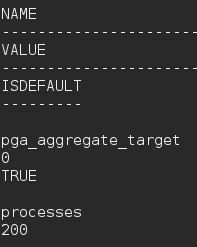 NAME
----------------------
VALUE
----------------------
ISDEFAULT
---------
pga_aggregate_target
0
TRUE
processes
200